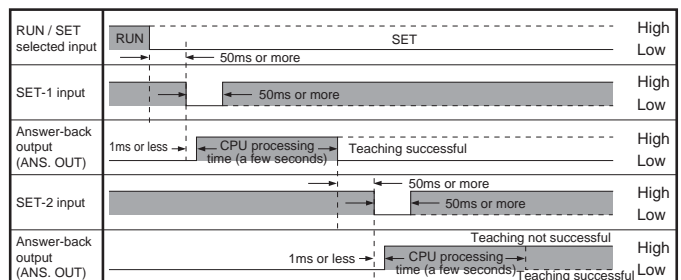 RUN / SET
selected input
RUN
SET
High
Low
50ms or more
SET-1 input
50ms or more
High
Low
Answer-back
output
(ANS. OUT)
1ms or less
CPU processing
time (a few seconds)
Teaching successful
High
Low
50ms or more
SET-2 input
50ms or more
High
Low
Answer-back
output
(ANS. OUT)
1ms or less
Teaching not successful
CPU processing
time (a few seconds)
Teaching successful
High
Low